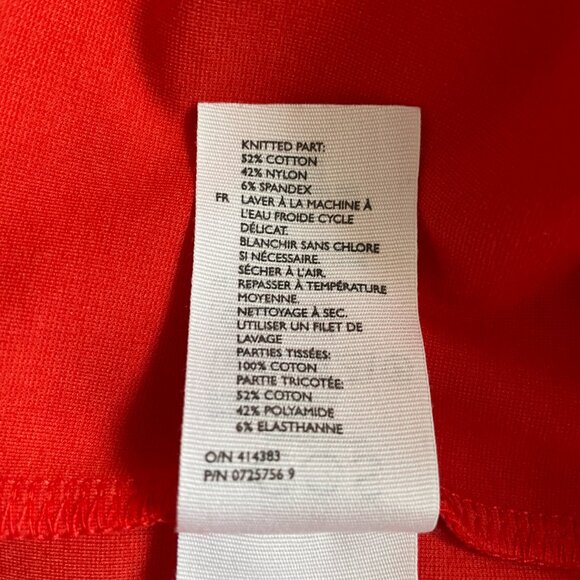 KNITTED PART:
52% COTTON
42% NYLON
6% SPANDEX
FR LAVER À LA MACHINE À
L'EAU FROIDE CYCLE
DÉLICAT.
BLANCHIR SANS CHLORE
SI NÉCESSAIRE.
SÉCHER À L'AIR.
REPASSER À TEMPÉRATURE
MOYENNE.
NETTOYAGE À SEC.
UTILISER UN FILET DE
LAVAGE
PARTIES TISSÉES:
100% COTON
PARTIE TRICOTÉE:
52% COTON
42% POLYAMIDE
6% ELASTHANNE
O/N 414383
P/N 0725756 9